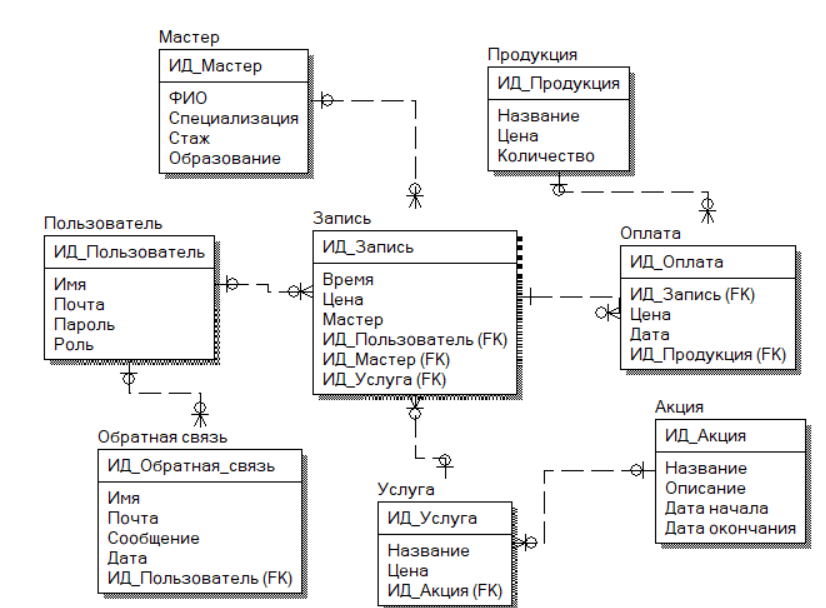 Мастер
ИД_Мастер
ФИО
Специализация
Стаж
Образование
Продукция
ИД_Продукция
Название
Цена
Количество
Пользователь
ИД_Пользователь
Имя
Почта
Пароль
Роль
Запись
ИД_Запись
Время
Цена
Мастер
ИД_Пользователь (FK)
ИД_Мастер (FK)
ИД_Услуга (FK)
Оплата
ИД_Оплата
ИД_Запись (FK)
Цена
Дата
ИД_Продукция (FK)
Обратная связь
ИД_Обратная_связь
Имя
Почта
Сообщение
Дата
ИД_Пользователь (FK)
Услуга
ИД_Услуга
Название
Цена
ИД_Акция (FK)
Акция
ИД_Акция
Название
Описание
Дата начала
Дата окончания